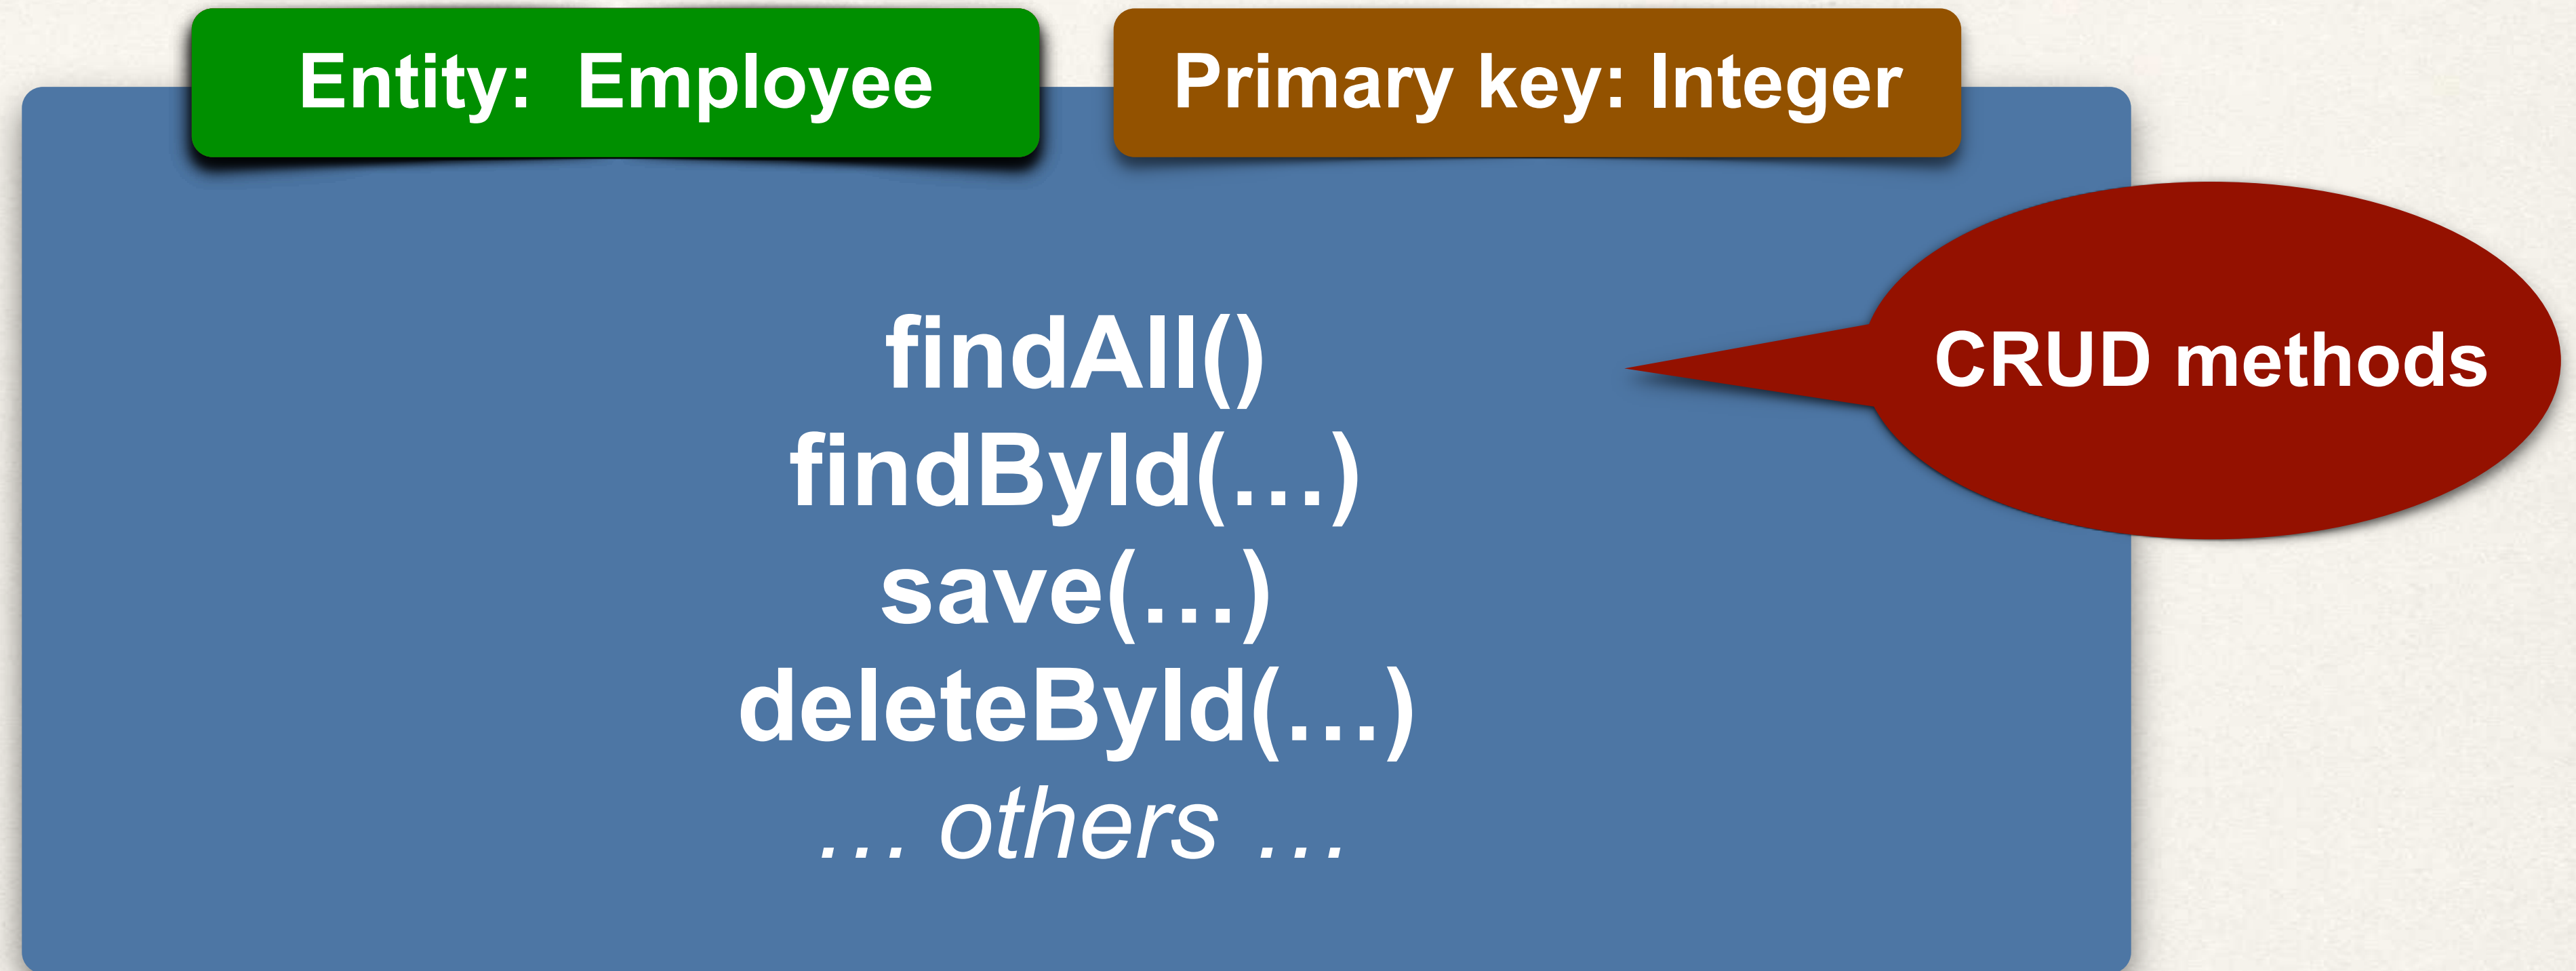 Entity:  Employee
Primary key: Integer
findAll()
findById(…)
save(…)
deleteById(…)
… others …
CRUD methods